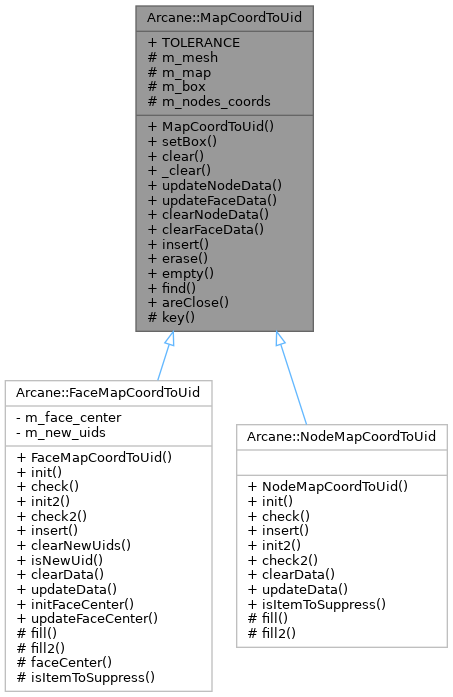 Arcane::MapCoordToUid
+ TOLERANCE
# m_mesh
# m_map
# m_box
# m_nodes_coords
+ MapCoordToUid()
+ setBox()
+ clear()
+ _clear()
+ updateNodeData()
+ updateFaceData()
+ clearNodeData()
+ clearFaceData()
+ insert()
+ erase()
+ empty()
+ find()
+ areClose()
# key()
Arcane::FaceMapCoordToUid
- m_face_center
- m_new_uids
+ FaceMapCoordToUid()
+ init()
+ check()
+ init2()
+ check2()
+ insert()
+ clearNewUids()
+ isNewUid()
+ clearData()
+ updateData()
+ initFaceCenter()
+ updateFaceCenter()
# fill()
# fill2()
# faceCenter()
# isItemToSuppress()
Arcane::NodeMapCoordToUid
+ NodeMapCoordToUid()
+ init()
+ check()
+ insert()
+ init2()
+ check2()
+ clearData()
+ updateData()
+ isItemToSuppress()
# fill()
# fill2()